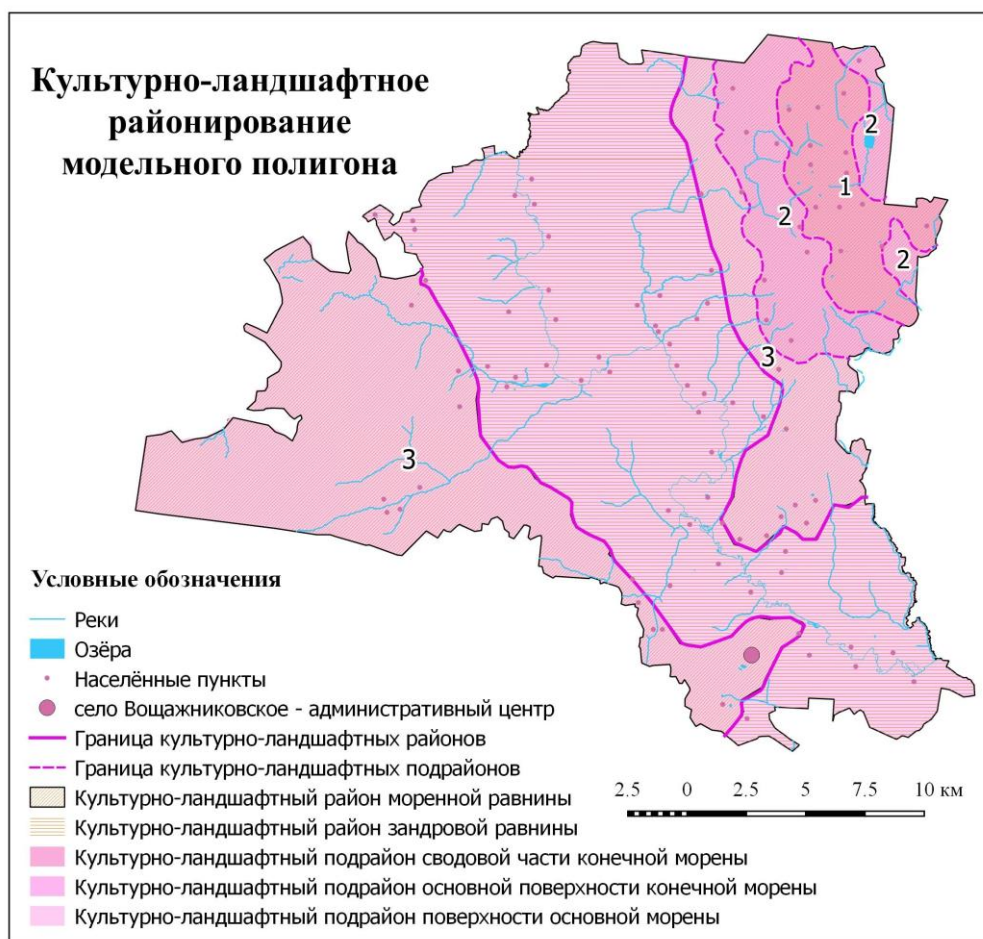 Культурно-ландшафтное
районирование
модельного полигона
2
1
2
2
3
3
Условные обозначения
Реки
Озёра
Населённые пункты
село Вощажниковское - административный центр
Граница культурно-ландшафтных районов
Граница культурно-ландшафтных подрайонов
Культурно-ландшафтный район моренной равнины
Культурно-ландшафтный район зандровой равнины
Культурно-ландшафтный подрайон сводовой части конечной морены
Культурно-ландшафтный подрайон основной поверхности конечной морены
Культурно-ландшафтный подрайон поверхности основной морены
2.5 0 2.5 5 7.5 10 км